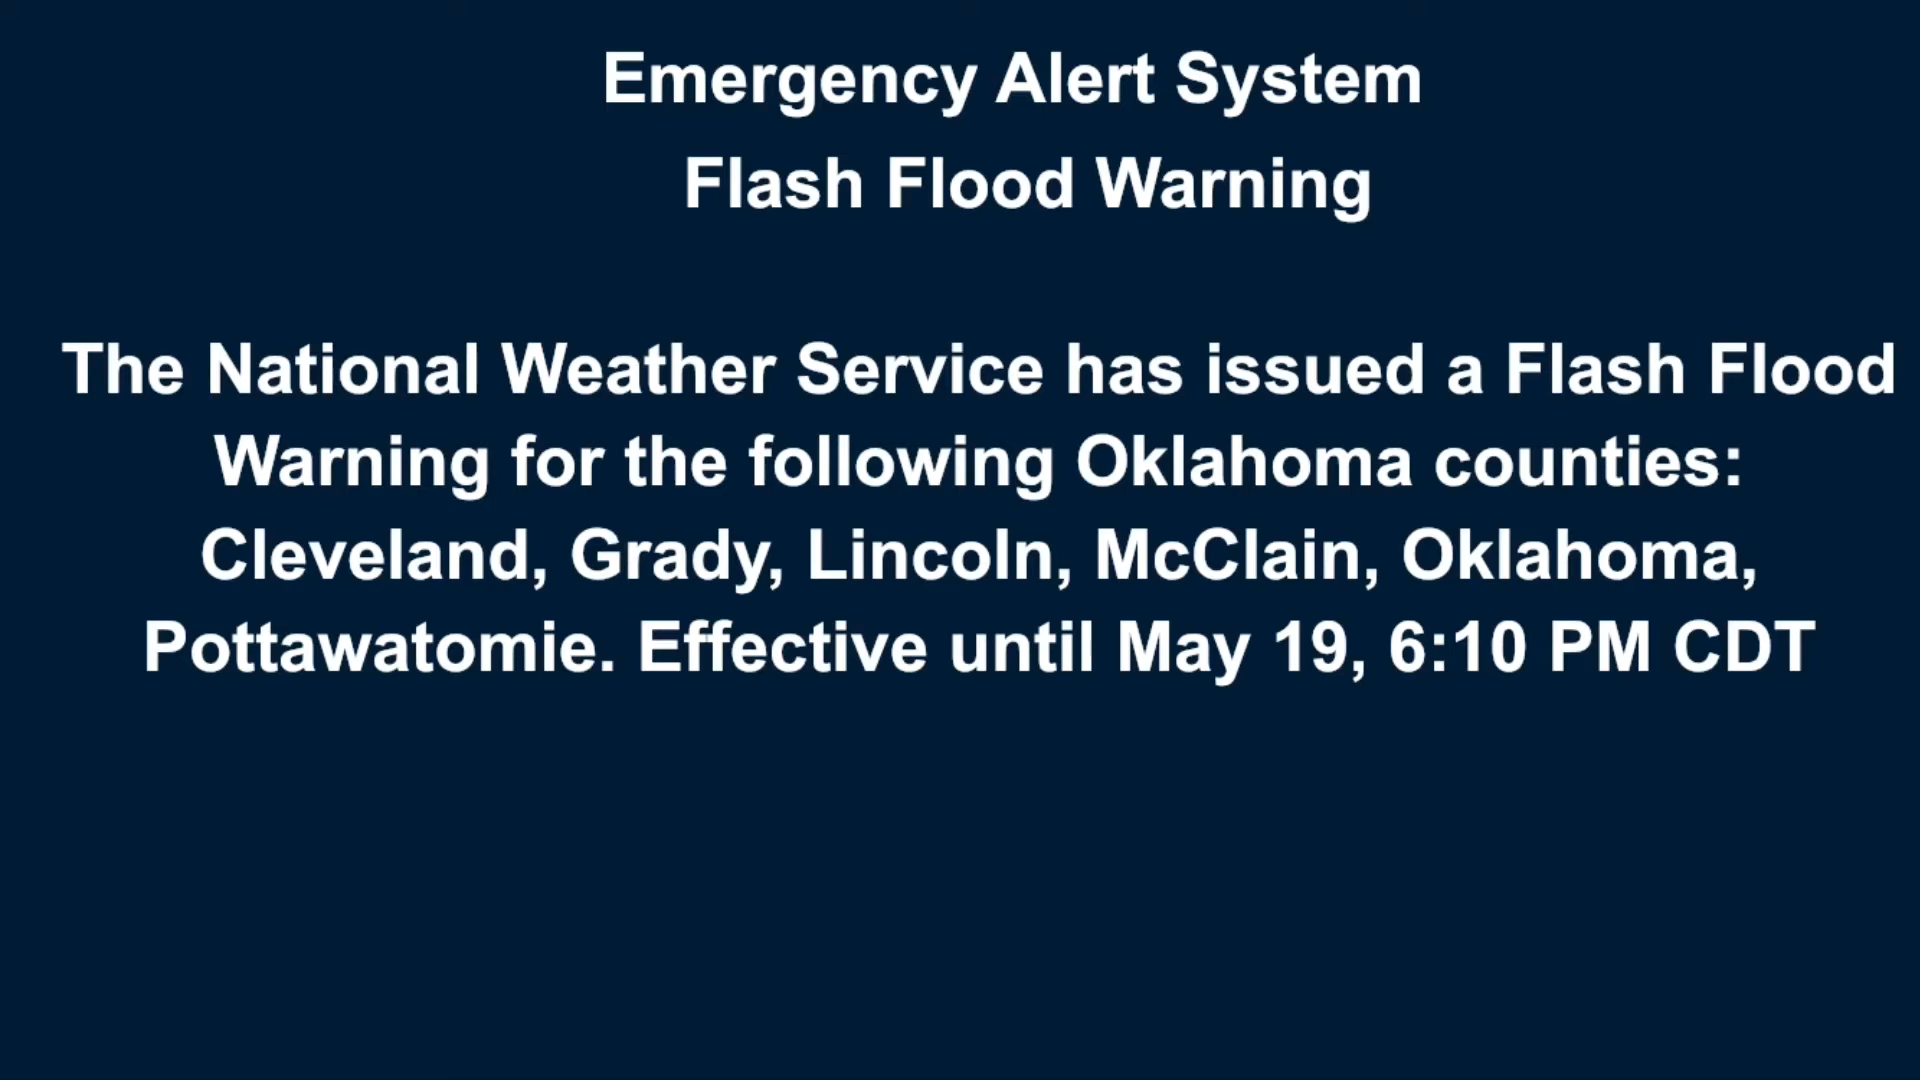 Emergency Alert System
Flash Flood Warning
The National Weather Service has issued a Flash Flood
Warning for the following Oklahoma counties:
Cleveland, Grady, Lincoln, McClain, Oklahoma,
Pottawatomie. Effective until May 19, 6:10 PM CDT